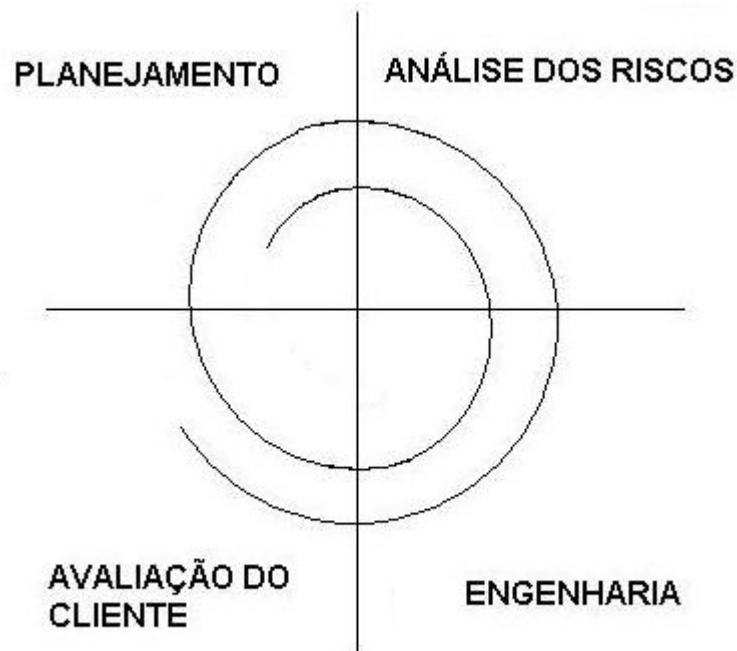 PLANEJAMENTO
ANÁLISE DOS RISCOS
AVALIAÇÃO DO
CLIENTE
ENGENHARIA